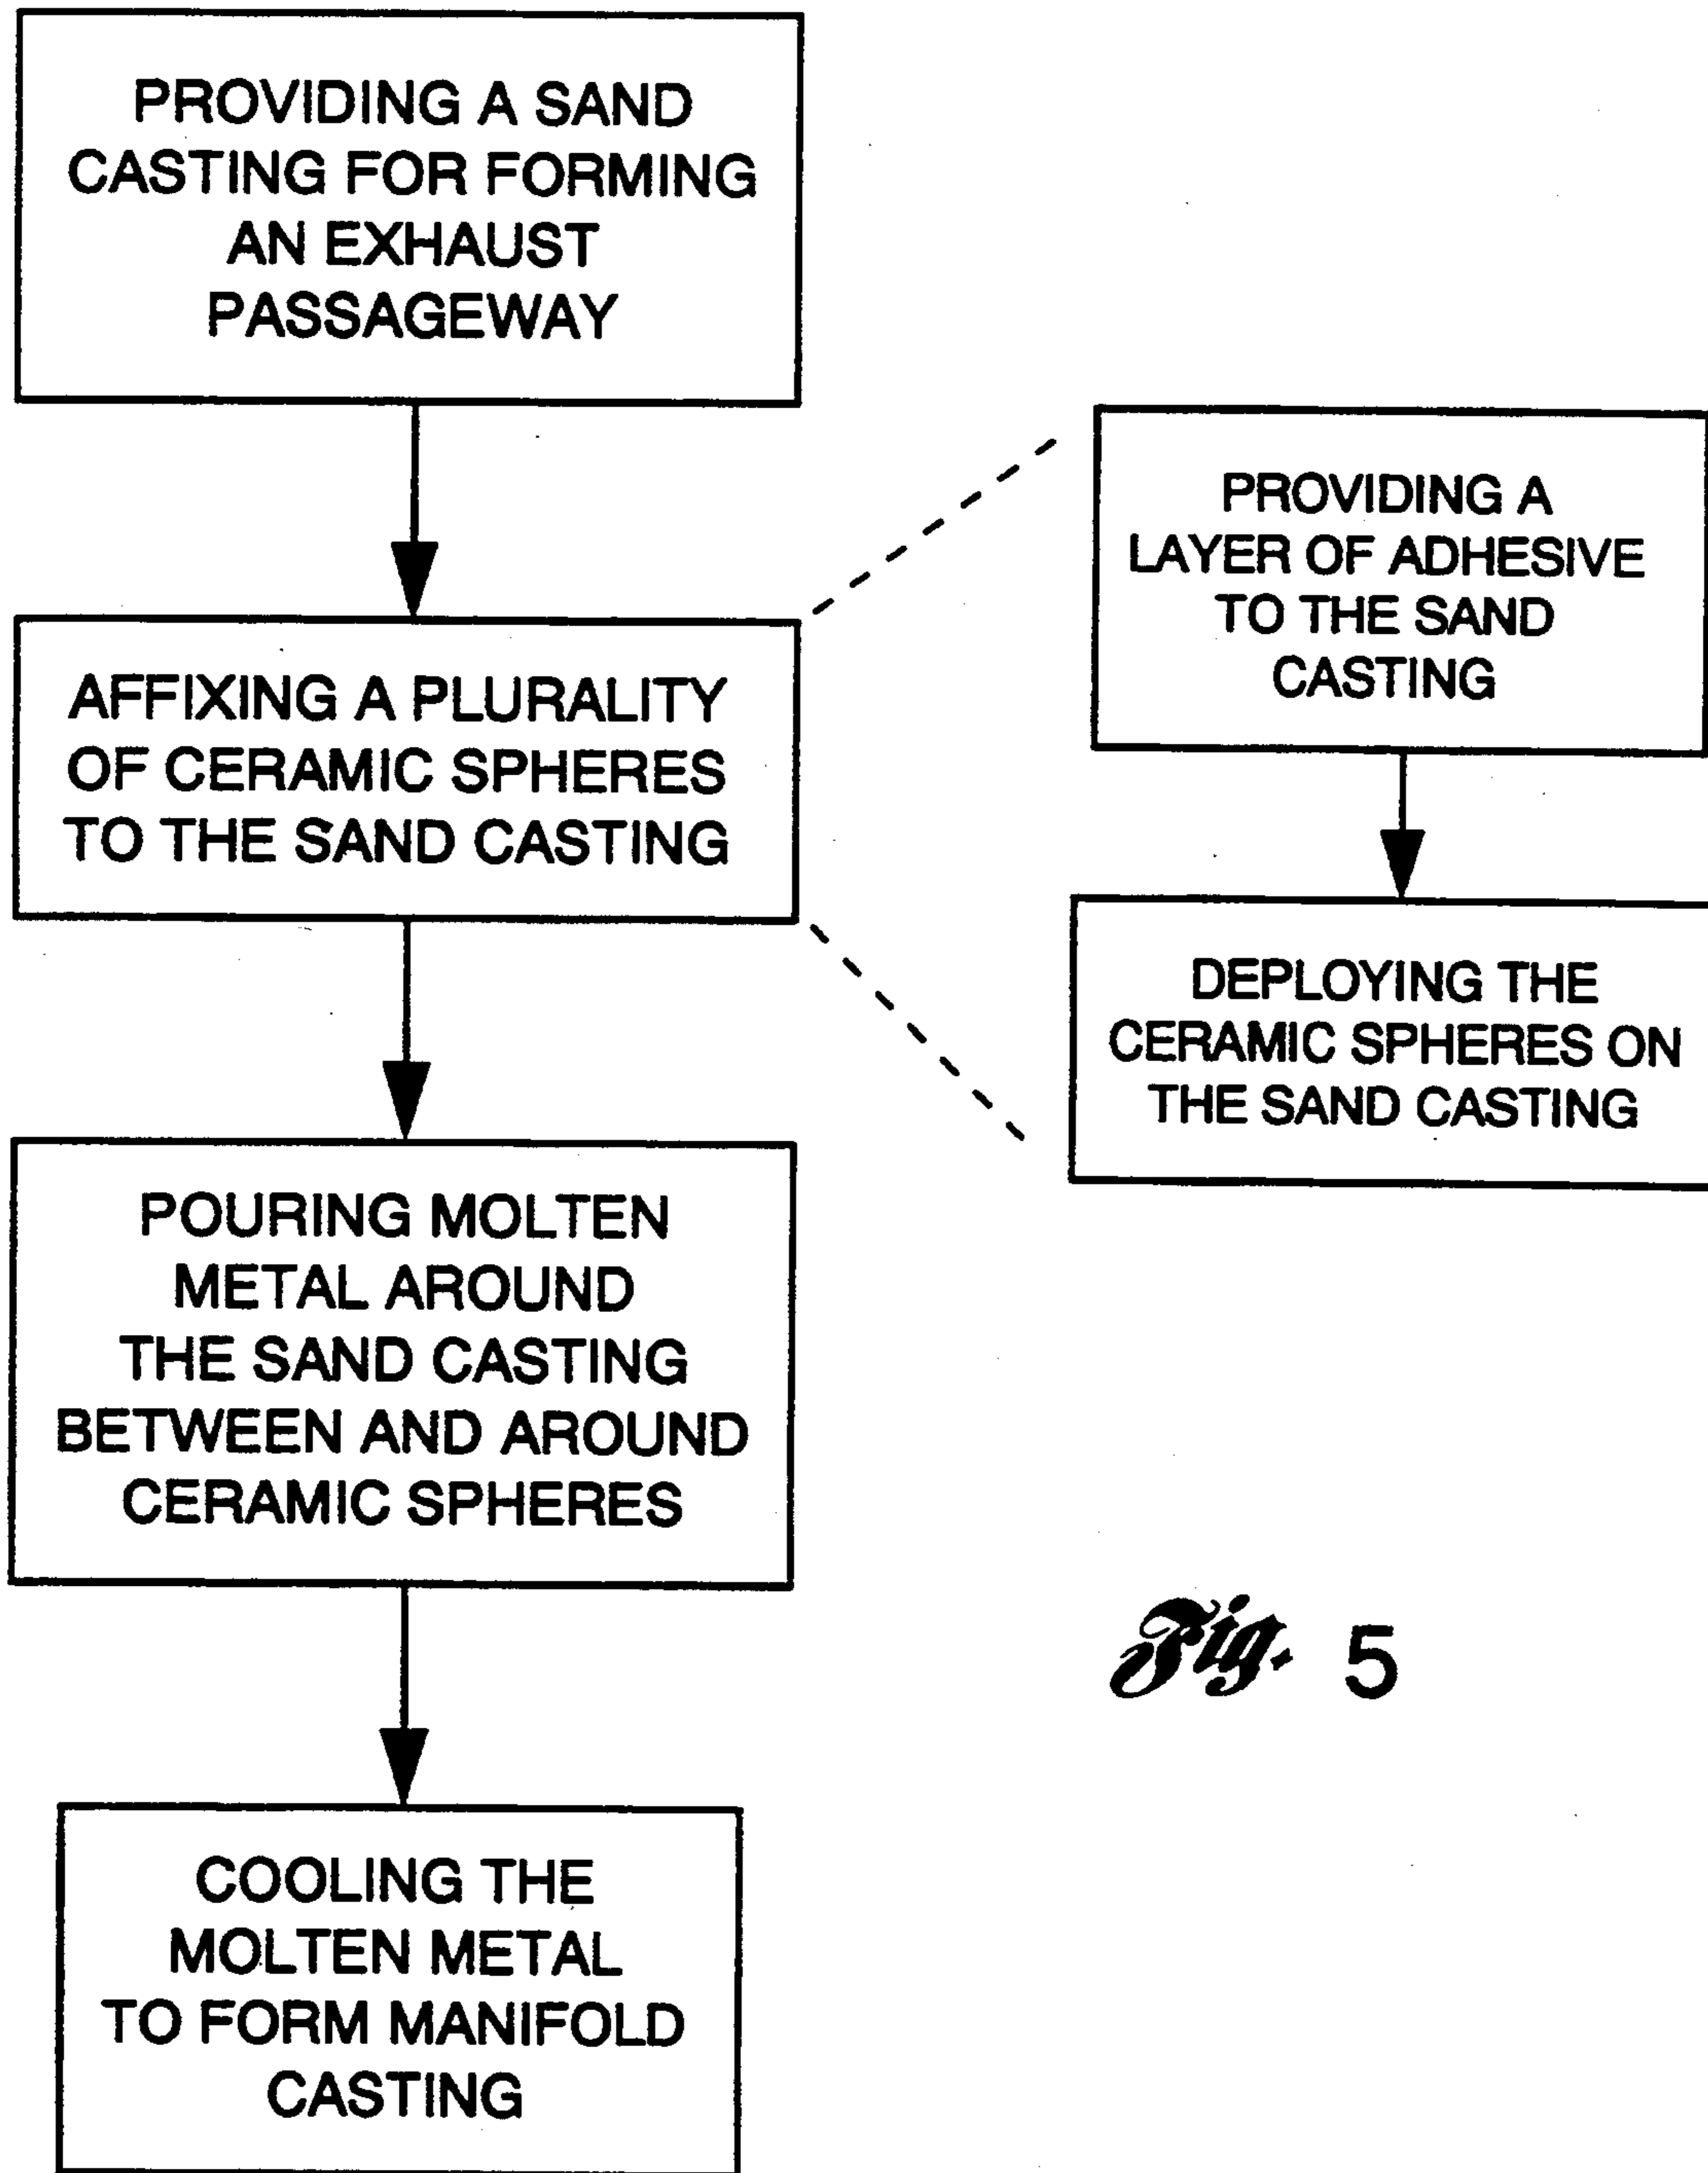 PROVIDING A SAND
CASTING FOR FORMING
AN EXHAUST
PASSAGEWAY
AFFIXING A PLURALITY
OF CERAMIC SPHERES
TO THE SAND CASTING
PROVIDING A
LAYER OF ADHESIVE
TO THE SAND
CASTING
DEPLOYING THE
CERAMIC SPHERES ON
THE SAND CASTING
POURING MOLTEN
METAL AROUND
THE SAND CASTING
BETWEEN AND AROUND
CERAMIC SPHERES
COOLING THE
MOLTEN METAL
TO FORM MANIFOLD
CASTING
Fig. 5